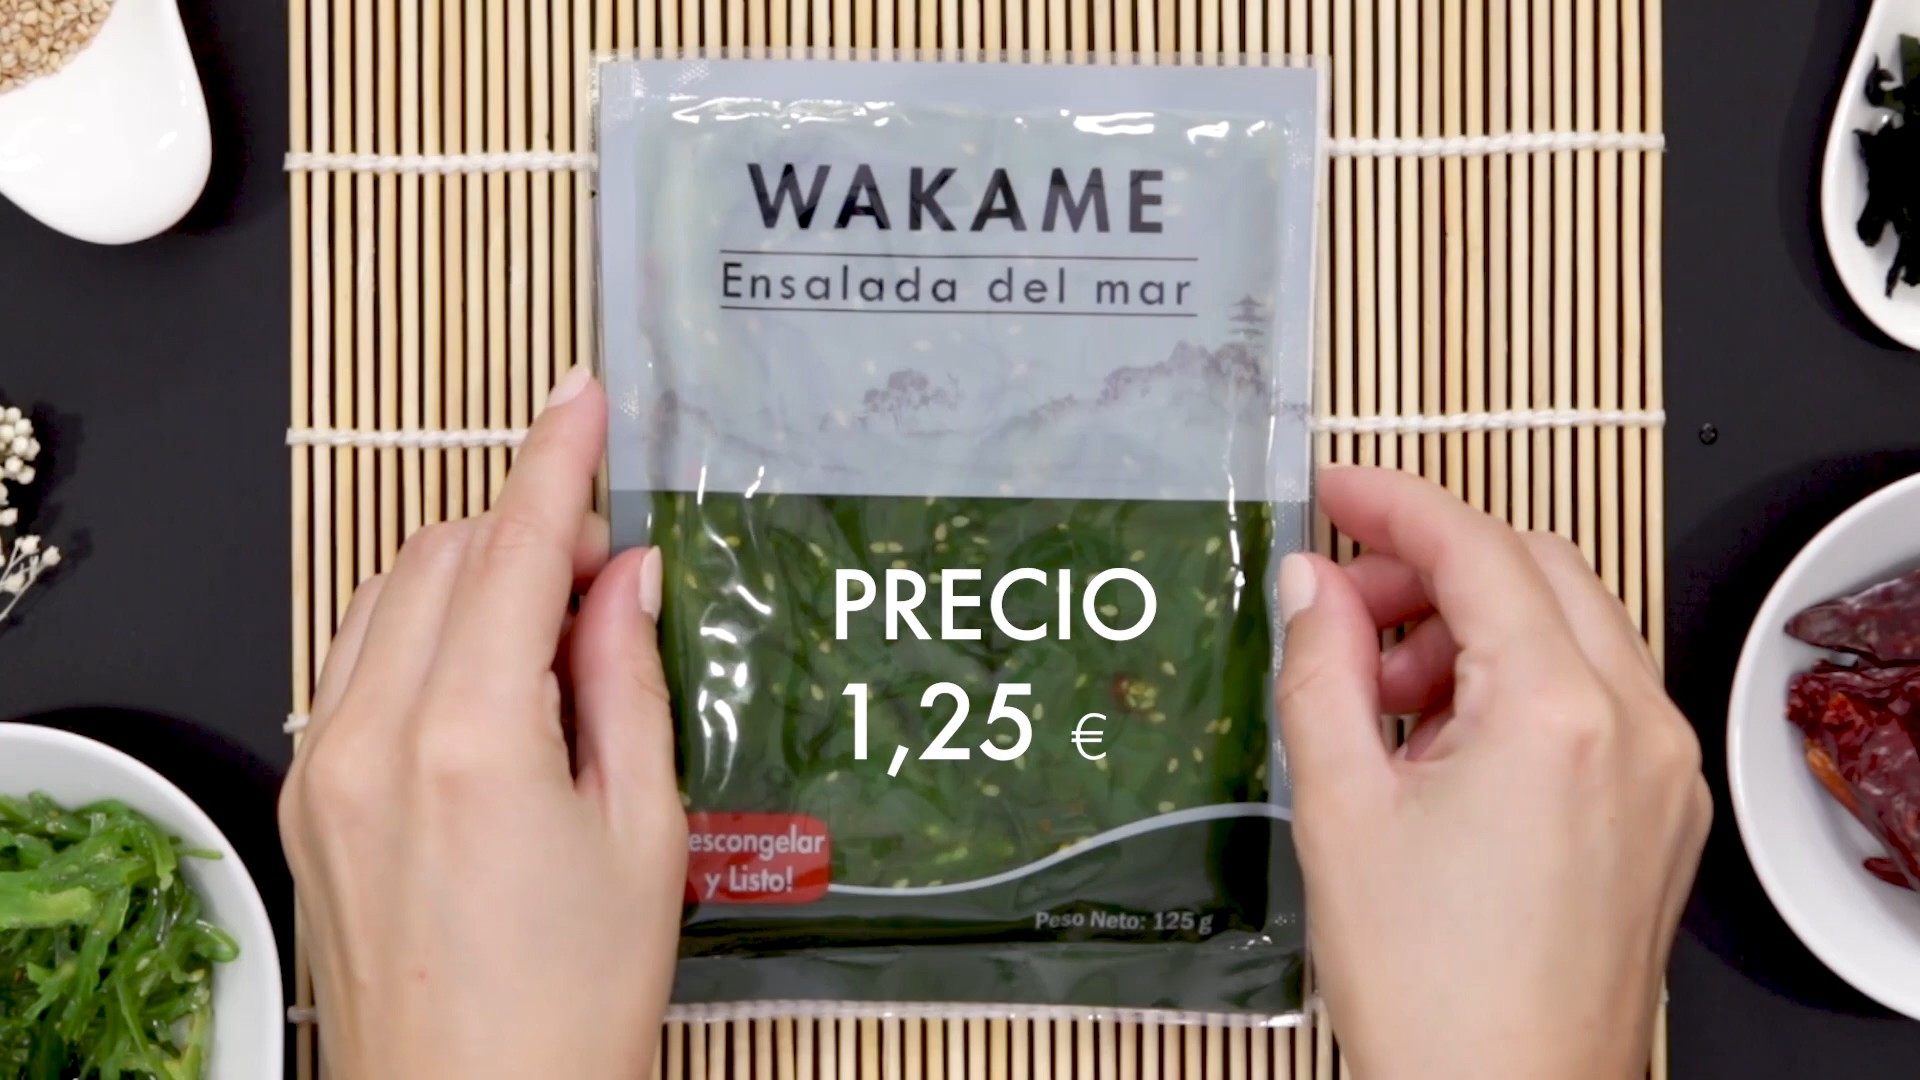 WAKAME
Ensalada del mar
PRECIO
1,25 €
escongelar
y Listo!
Peso Neto: 125 g